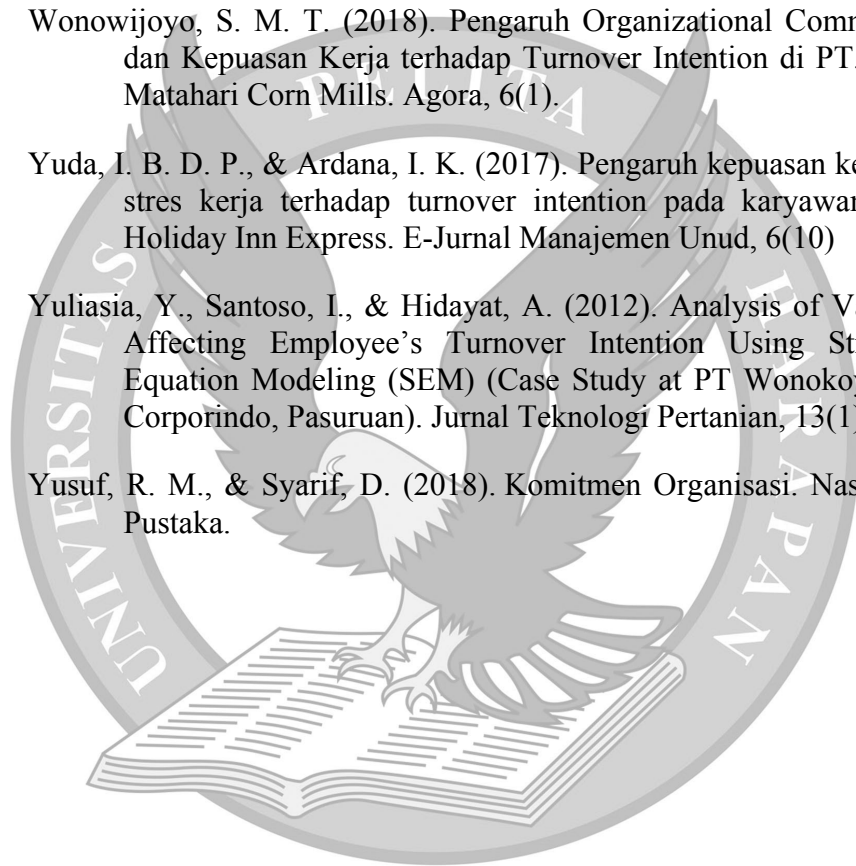 Wonowijoyo, S. M. T. (2018). Pengaruh Organizational Comm
dan Kepuasan Kerja terhadap Turnover Intention di PT.
Matahari Corn Mills. Agora, 6(1).
Yuda, I. B. D. P., & Ardana, I. K. (2017). Pengaruh kepuasan ke
stres kerja terhadap turnover intention pada karyawan
Holiday Inn Express. E-Jurnal Manajemen Unud, 6(10)
Yuliasia, Y., Santoso, I., & Hidayat, A. (2012). Analysis of Va
Affecting Employee’s Turnover Intention Using Str
Equation Modeling (SEM) (Case Study at PT Wonokoy
Corporindo, Pasuruan). Jurnal Teknologi Pertanian, 13(1)
Yusuf, R. M., & Syarif, D. (2018). Komitmen Organisasi. Nas
Pustaka.
UNIVERSITAS PELITA HARAPAN